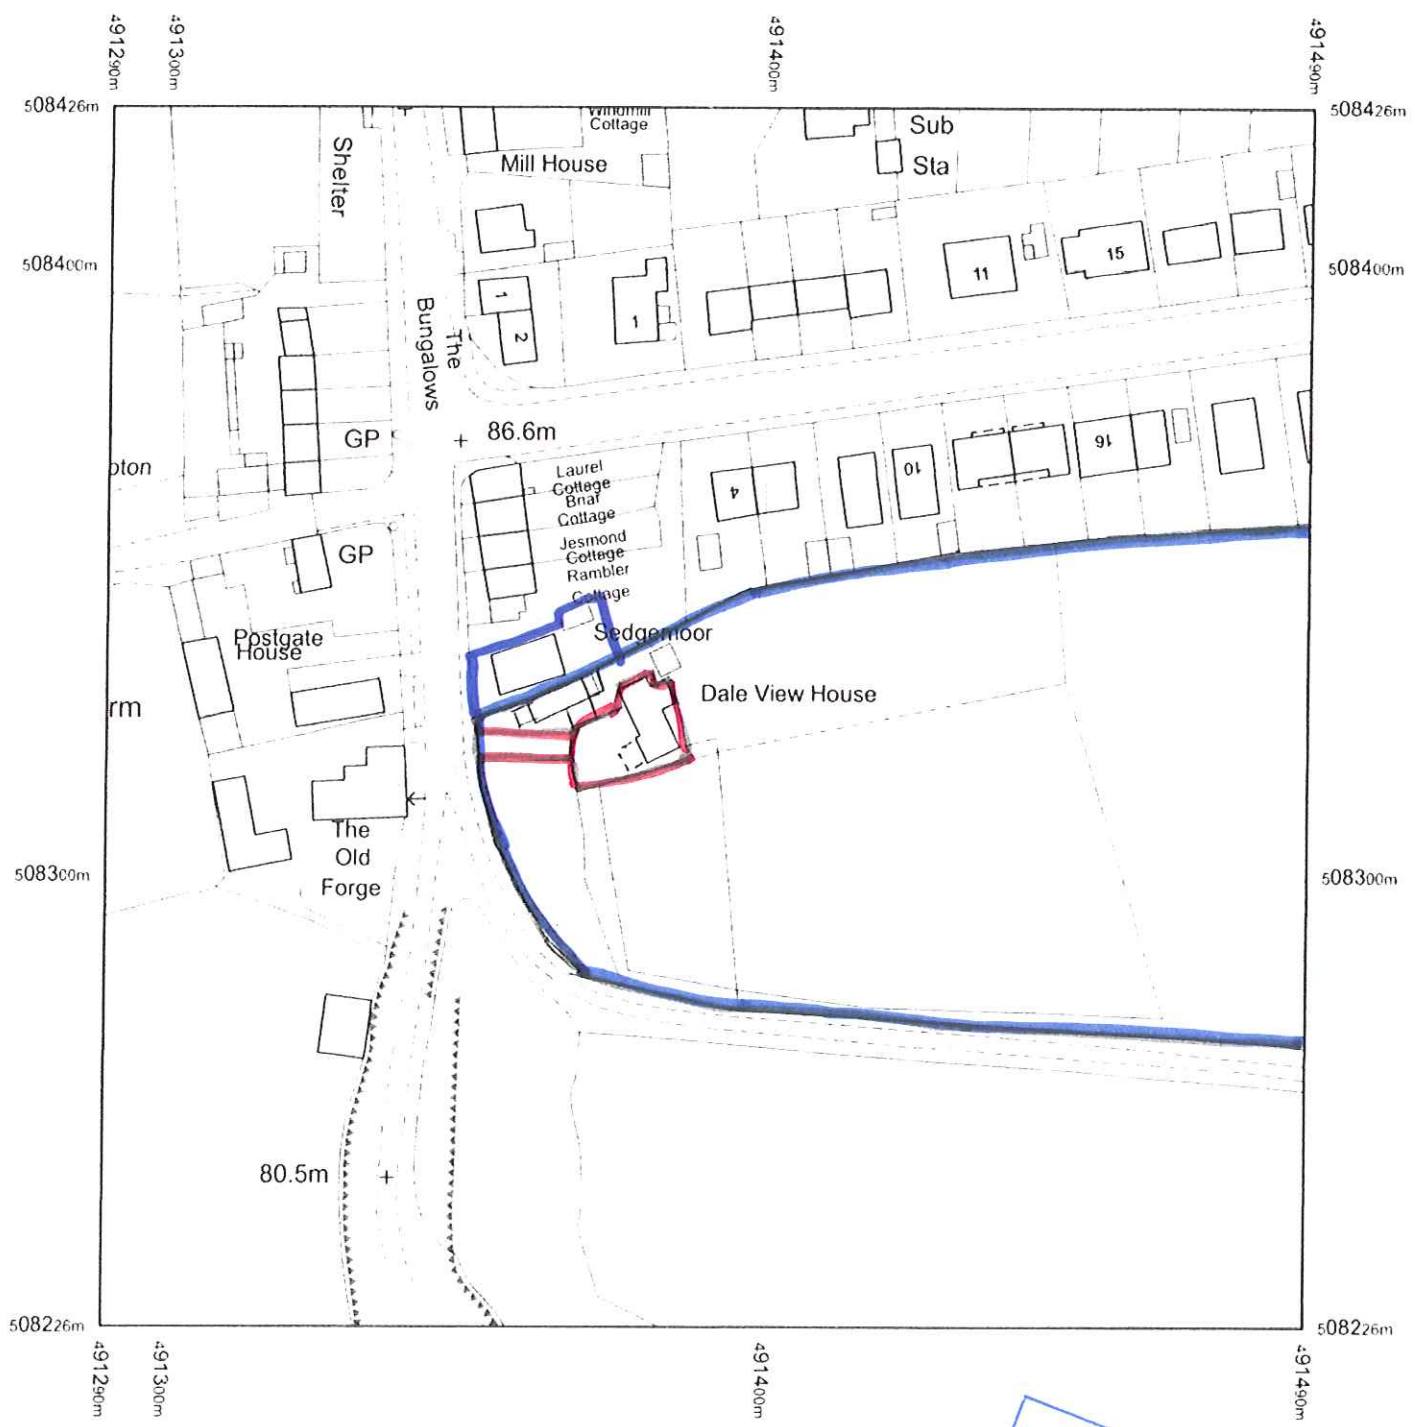 491290m
491300m
491400m
491490m
508426m
508426m
Windmill
Cottage
Sub
Sta
Mill House
Shelter
508400m
508400m
1
2
1
11
15
The
Bungalows
GP
86.6m
pton
Laurel
Cottage
Briar
Cottage
Jesmond
Cottage
Rambler
Cottage
4
10
16
GP
Postgate
House
Sedgemoor
Dale View House
rm
The
Old
Forge
508300m
508300m
80.5m
508226m
508226m
491290m
491300m
491400m
491490m